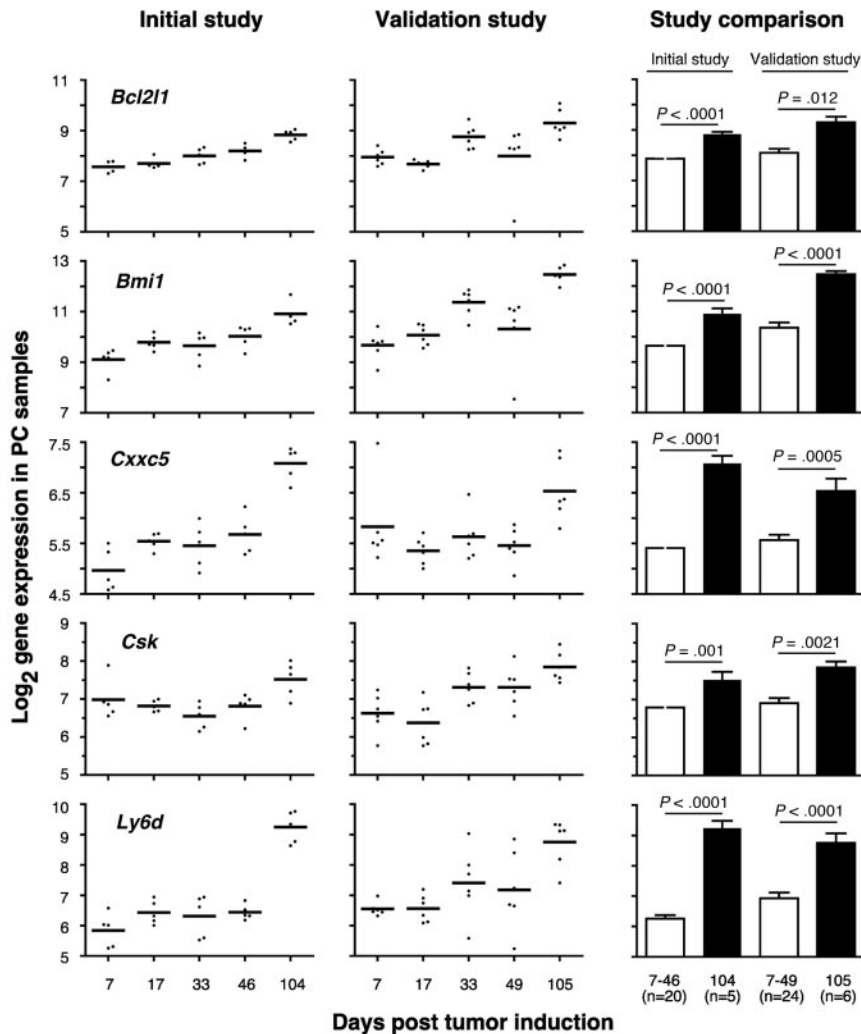 Initial study Validation study Study comparison
Initial study Validation study
11
9
7
5
Bcl2l1
P < .0001
P = .012
13
11
9
7
Bmi1
P < .0001
P < .0001
7.5
6.5
5.5
4.5
Cxxc5
P < .0001
P = .0005
9
8
7
6
5
Csk
P = .001
P = .0021
10
9
8
7
6
5
Ly6d
P < .0001
P < .0001
Log2 gene expression in PC samples
7 17 33 46 104
7 17 33 49 105
7-46 104 7-49 105
(n=20) (n=5) (n=24) (n=6)
Days post tumor induction